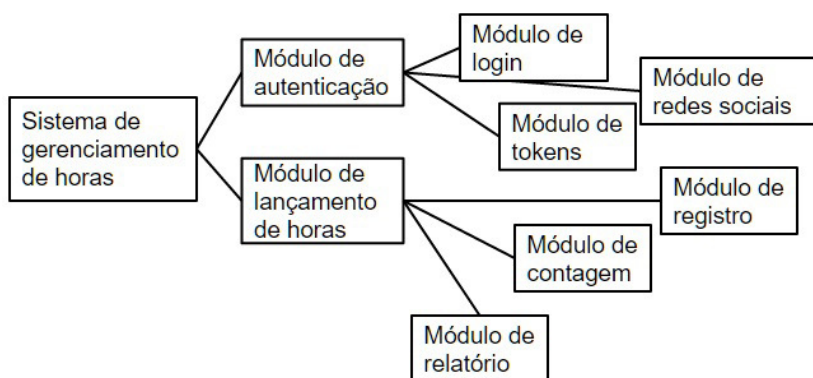 Sistema de
gerenciamento
de horas
Módulo de
autenticação
Módulo de
login
Módulo de
redes sociais
Módulo de
tokens
Módulo de
lançamento
de horas
Módulo de
registro
Módulo de
contagem
Módulo de
relatório